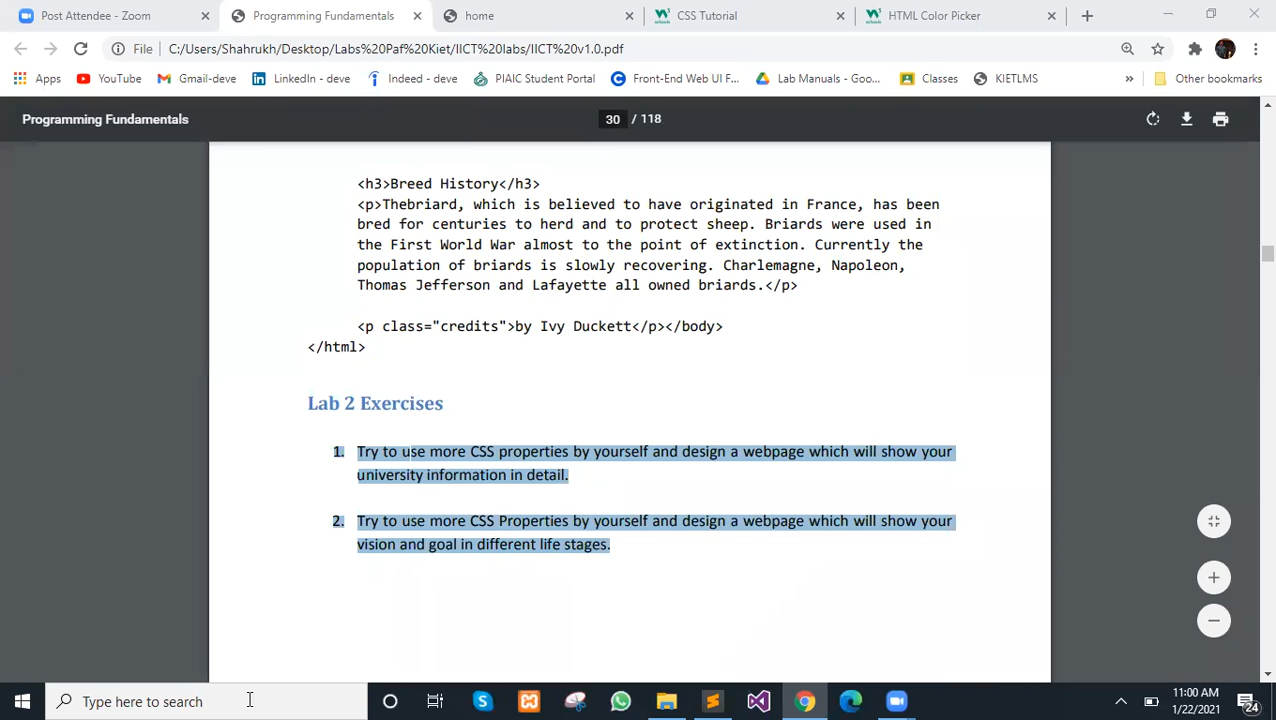 Post Attendee - Zoom
Programming Fundamentals
home
CSS Tutorial
HTML Color Picker
File
C:/Users/Shahrukh/Desktop/Labs%20Paf%20Kiet/IICT%20labs/IICT%20v1.0.pdf
Apps
YouTube
Gmail-deve
LinkedIn - deve
Indeed - deve
PIAIC Student Portal
Front-End Web UI F...
Lab Manuals - Goo...
Classes
KIETLMS
»
Other bookmarks
Programming Fundamentals
30 / 118
<h3>Breed History</h3>
<p>Thebriard, which is believed to have originated in France, has been
bred for centuries to herd and to protect sheep. Briards were used in
the First World War almost to the point of extinction. Currently the
population of briards is slowly recovering. Charlemagne, Napoleon,
Thomas Jefferson and Lafayette all owned briards.</p>
<p class="credits">by Ivy Duckett</p></body>
</html>
Lab 2 Exercises
1. Try to use more CSS properties by yourself and design a webpage which will show your
university information in detail.
2. Try to use more CSS Properties by yourself and design a webpage which will show your
vision and goal in different life stages.
Type here to search
11:00 AM
1/22/2021
24